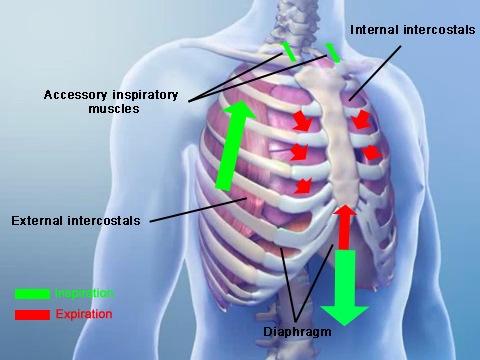 Internal intercostals
Accessory inspiratory
muscles
External intercostals
Inspiration
Expiration
Diaphragm